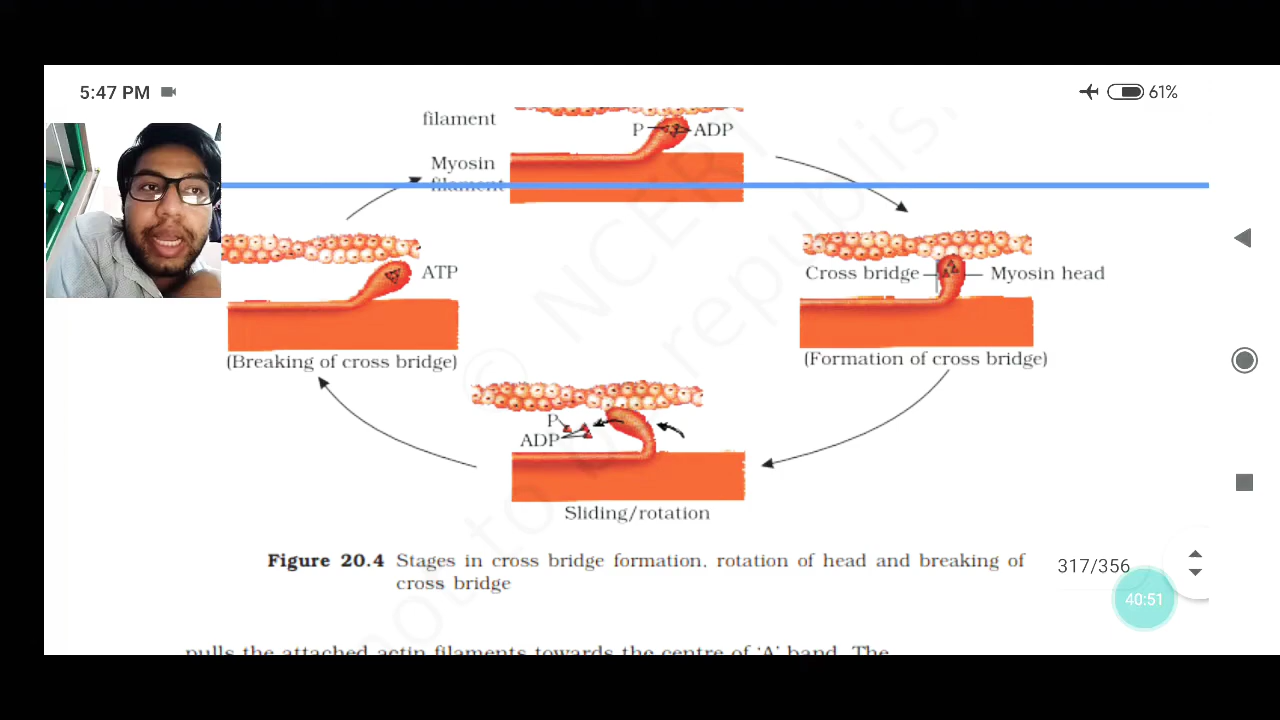 5:47 PM
61%
filament
P
ADP
Myosin
filament
ATP
Cross bridge
Myosin head
(Breaking of cross bridge)
(Formation of cross bridge)
P
ADP
Sliding/rotation
Figure 20.4 Stages in cross bridge formation, rotation of head and breaking of
cross bridge
317/356
40:51
pulls the attached actin filaments towards the centre of 'A' band. The